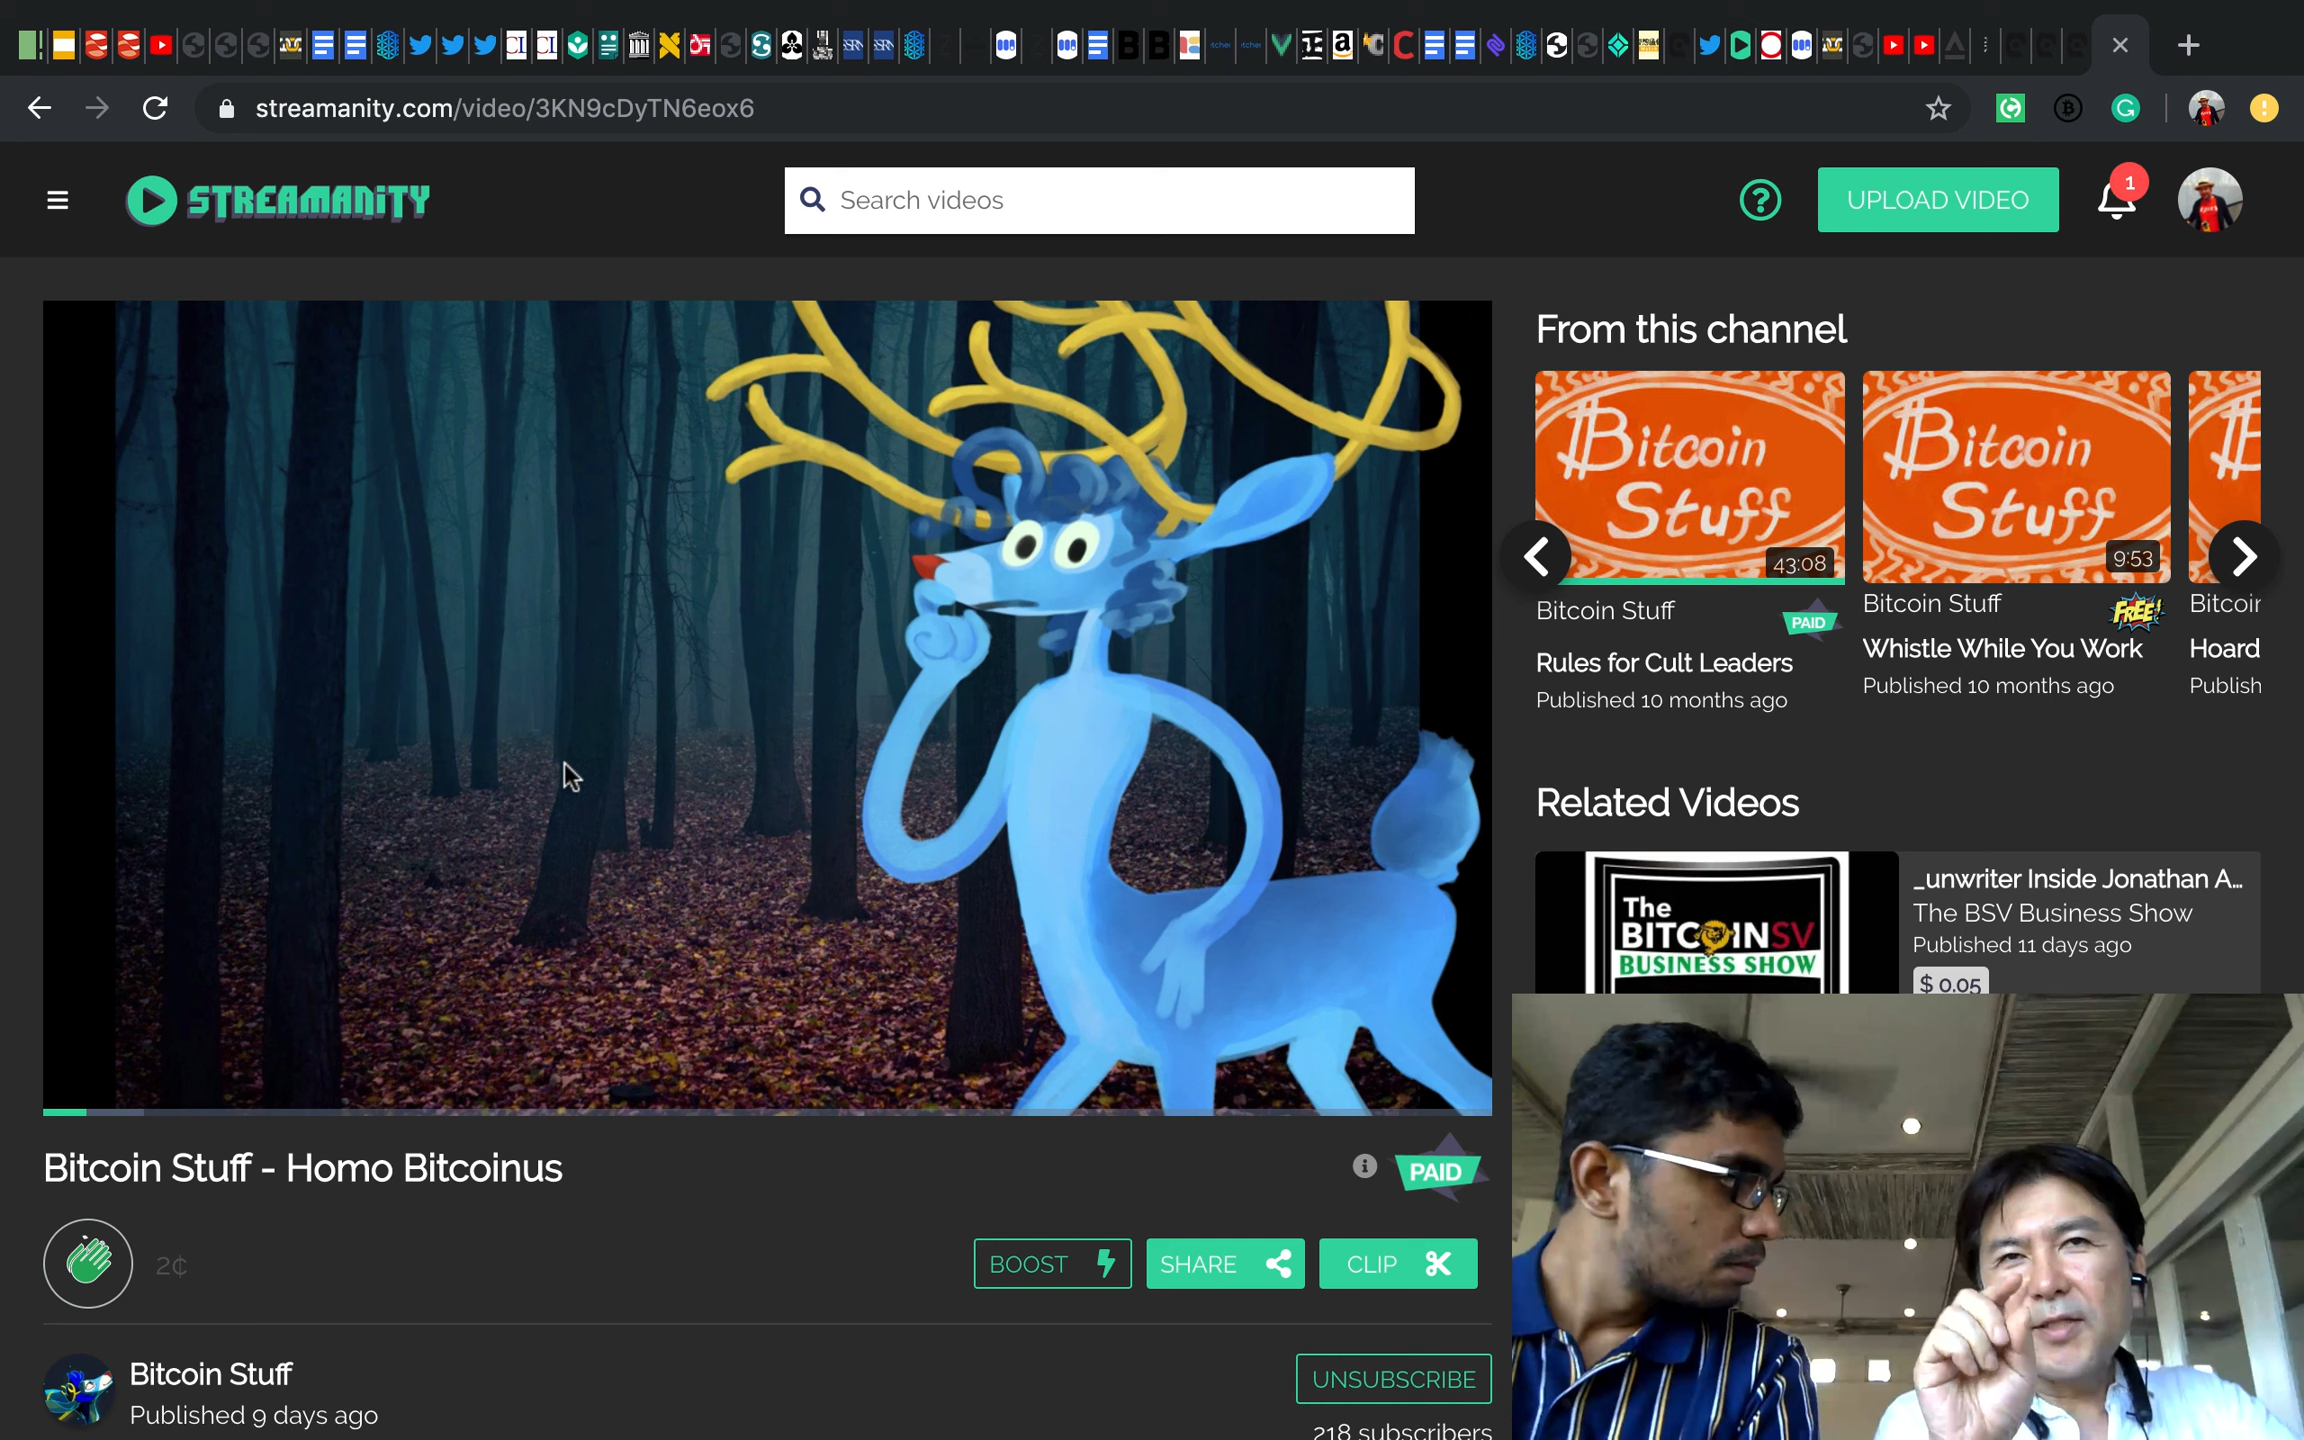 streamanity.com/video/3KN9cDyTN6eox6
STREAMANITY
Search videos
UPLOAD VIDEO
1
From this channel
Bitcoin
Stuff
43:08
Bitcoin
Stuff
9:53
Bitcoin Stuff
PAID
Rules for Cult Leaders
Published 10 months ago
Bitcoin Stuff
FREE!
Whistle While You Work
Published 10 months ago
Bitcoin
Hoard
Publish
Related Videos
The
BITCOINSV
BUSINESS SHOW
_unwriter Inside Jonathan A...
The BSV Business Show
Published 11 days ago
$ 0.05
Bitcoin Stuff - Homo Bitcoinus
PAID
2¢
BOOST
SHARE
CLIP
Bitcoin Stuff
Published 9 days ago
UNSUBSCRIBE
218 subscribers